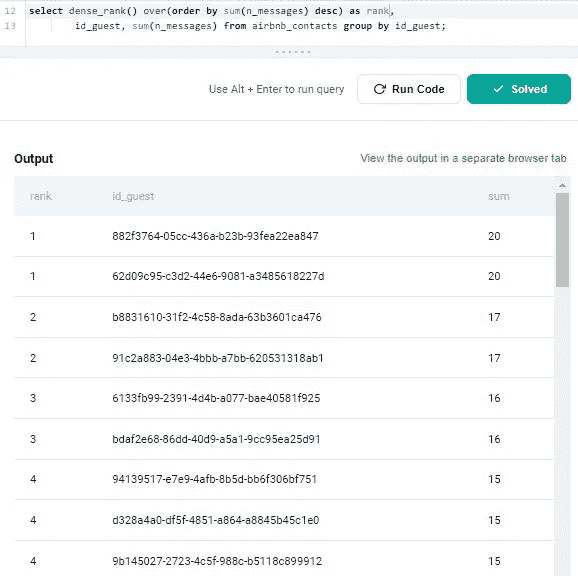 12 select dense_rank() over(order by sum(n_messages) desc) as rank,
13 id_guest, sum(n_messages) from airbnb_contacts group by id_guest;
Use Alt + Enter to run query Run Code Solved
Output View the output in a separate browser tab
rank id_guest sum
1 882f3764-05cc-436a-b23b-93fea22ea847 20
1 62d09c95-c3d2-44e6-9081-a3485618227d 20
2 b8831610-31f2-4c58-8ada-63b3601ca476 17
2 91c2a883-04e3-4bbb-a7bb-620531318ab1 17
3 6133fb99-2391-4d4b-a077-bae40581f925 16
3 bdaf2e68-86dd-40d9-a5a1-9cc95ea25d91 16
4 94139517-e7e9-4afb-8b5d-bb6f306bf751 15
4 d328a4a0-df5f-4851-a864-a8845b45c1e0 15
4 9b145027-2723-4c5f-988c-b5118c899912 15